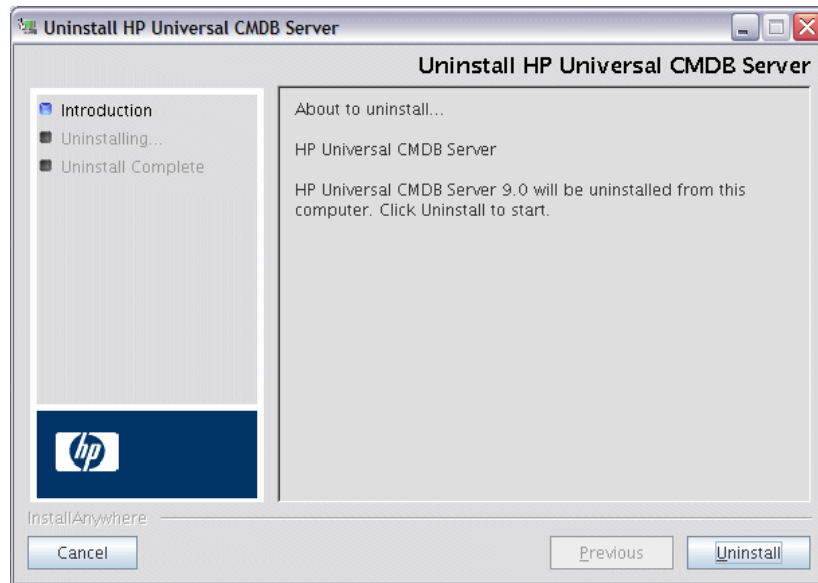 Uninstall HP Universal CMDB Server
Uninstall HP Universal CMDB Server
Introduction
Uninstalling...
Uninstall Complete
About to uninstall...
HP Universal CMDB Server
HP Universal CMDB Server 9.0 will be uninstalled from this
computer. Click Uninstall to start.
hp
InstallAnywhere
Cancel
Previous
Uninstall